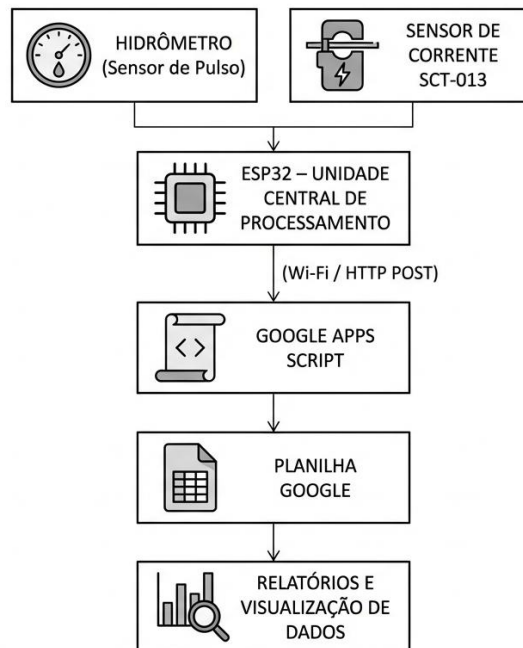 HIDRÔMETRO
(Sensor de Pulso)
SENSOR DE
CORRENTE
SCT-013
ESP32 – UNIDADE
CENTRAL DE
PROCESSAMENTO
(Wi-Fi / HTTP POST)
GOOGLE APPS
SCRIPT
PLANILHA
GOOGLE
RELATÓRIOS E
VISUALIZAÇÃO DE
DADOS